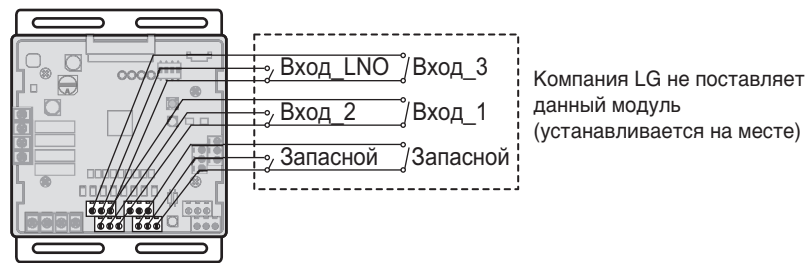 Вход_LNO Вход_3
Вход_2 Вход_1
Запасной Запасной
Компания LG не поставляет
данный модуль
(устанавливается на месте)